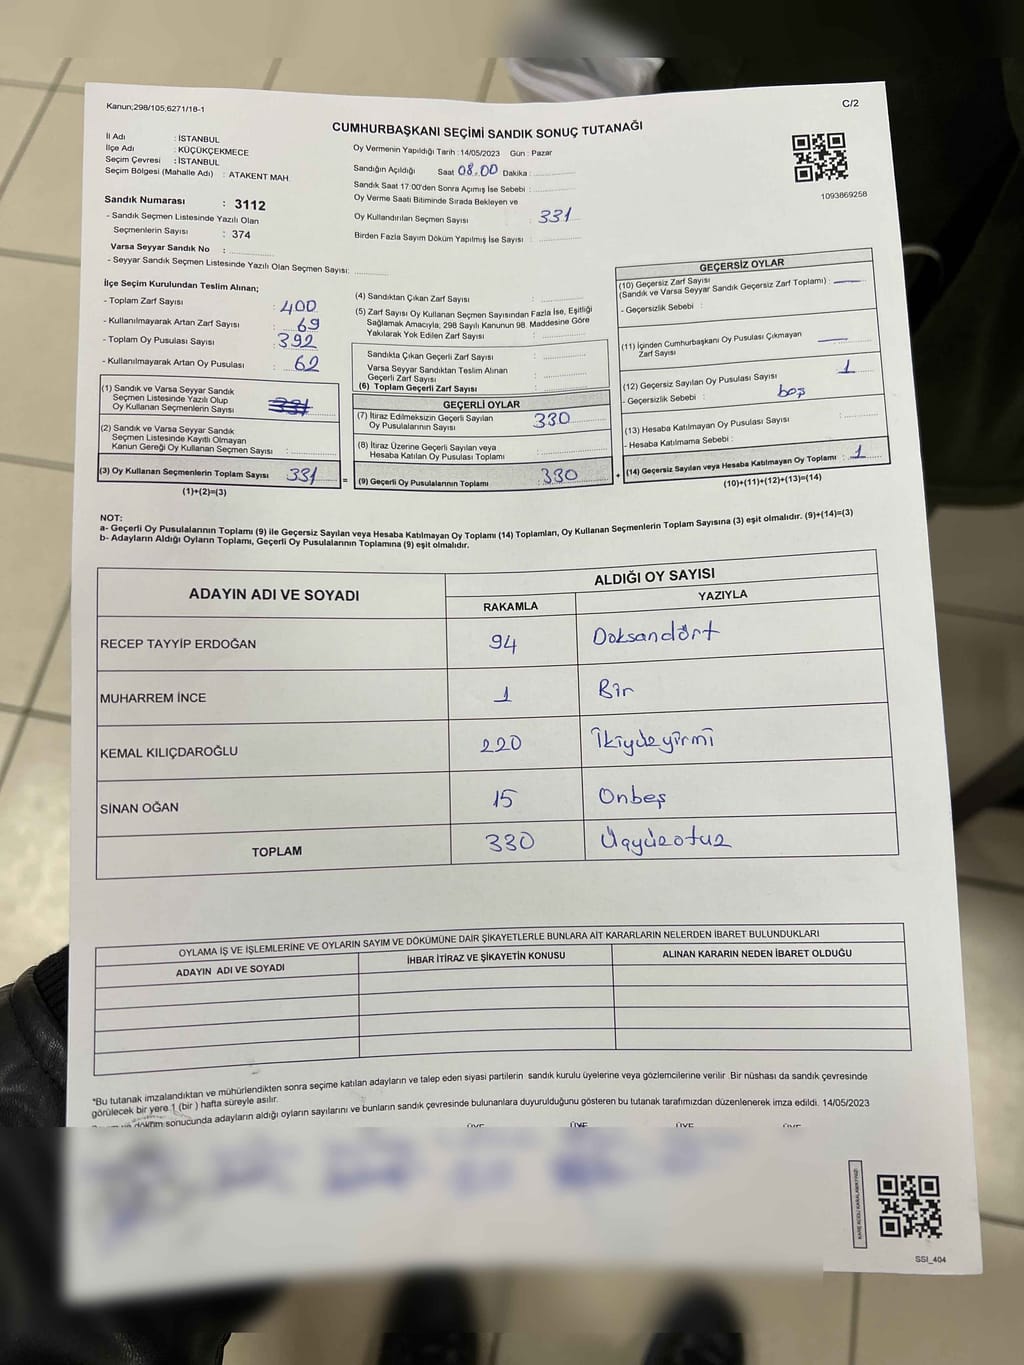 Kanun;298/105;6271/18-1
C/2
CUMHURBAŞKANI SEÇİMİ SANDIK SONUÇ TUTANAĞI
İl Adı : İSTANBUL
İlçe Adı : KÜÇÜKÇEKMECE
Seçim Çevresi : İSTANBUL
Seçim Bölgesi (Mahalle Adı) : ATAKENT MAH.
Sandık Numarası : 3112
- Sandık Seçmen Listesinde Yazılı Olan
Seçmenlerin Sayısı : 374
Varsa Seyyar Sandık No :
- Seyyar Sandık Seçmen Listesinde Yazılı Olan Seçmen Sayısı:
Oy Vermenin Yapıldığı Tarih : 14/05/2023 Gün : Pazar
Sandığın Açıldığı Saat 08.00 Dakika :
Sandık Saat 17:00'den Sonra Açımış İse Sebebi :
Oy Verme Saati Bitiminde Sırada Bekleyen ve
Oy Kullandırılan Seçmen Sayısı 331
Birden Fazla Sayım Döküm Yapılmış İse Sayısı :
1093869258
İlçe Seçim Kurulundan Teslim Alınan;
- Toplam Zarf Sayısı : 400
- Kullanılmayarak Artan Zarf Sayısı : 69
- Toplam Oy Pusulası Sayısı : 392
- Kullanılmayarak Artan Oy Pusulası : 62
(1) Sandık ve Varsa Seyyar Sandık
Seçmen Listesinde Yazılı Olup
Oy Kullanan Seçmenlerin Sayısı 331
(2) Sandık ve Varsa Seyyar Sandık
Seçmen Listesinde Kayıtlı Olmayan
Kanun Gereği Oy Kullanan Seçmen Sayısı :
(3) Oy Kullanan Seçmenlerin Toplam Sayısı 331 =
(1)+(2)=(3)
(4) Sandıktan Çıkan Zarf Sayısı :
(5) Zarf Sayısı Oy Kullanan Seçmen Sayısından Fazla İse, Eşitliği
Sağlamak Amacıyla, 298 Sayılı Kanunun 98. Maddesine Göre
Yakılarak Yok Edilen Zarf Sayısı :
Sandıkta Çıkan Geçerli Zarf Sayısı :
Varsa Seyyar Sandıktan Teslim Alınan
Geçerli Zarf Sayısı :
(6) Toplam Geçerli Zarf Sayısı :
GEÇERLİ OYLAR
(7) İtiraz Edilmeksizin Geçerli Sayılan
Oy Pusulalarının Sayısı : 330
(8) İtiraz Üzerine Geçerli Sayılan veya
Hesaba Katılan Oy Pusulası Toplamı :
(9) Geçerli Oy Pusulalarının Toplamı : 330 +
GEÇERSİZ OYLAR
(10) Geçersiz Zarf Sayısı
(Sandık ve Varsa Seyyar Sandık Geçersiz Zarf Toplamı) : —
- Geçersizlik Sebebi :
(11) İçinden Cumhurbaşkanı Oy Pusulası Çıkmayan
Zarf Sayısı —
(12) Geçersiz Sayılan Oy Pusulası Sayısı : 1
- Geçersizlik Sebebi : boş
(13) Hesaba Katılmayan Oy Pusulası Sayısı :
- Hesaba Katılmama Sebebi :
(14) Geçersiz Sayılan veya Hesaba Katılmayan Oy Toplamı : 1
(10)+(11)+(12)+(13)=(14)
NOT:
a- Geçerli Oy Pusulalarının Toplamı (9) ile Geçersiz Sayılan veya Hesaba Katılmayan Oy Toplamı (14) Toplamları, Oy Kullanan Seçmenlerin Toplam Sayısına (3) eşit olmalıdır. (9)+(14)=(3)
b- Adayların Aldığı Oyların Toplamı, Geçerli Oy Pusulalarının Toplamına (9) eşit olmalıdır.
ADAYIN ADI VE SOYADI ALDIĞI OY SAYISI
RAKAMLA YAZIYLA
RECEP TAYYİP ERDOĞAN 94 Doksandört
MUHARREM İNCE 1 Bir
KEMAL KILIÇDAROĞLU 220 İkiyüzyirmi
SİNAN OĞAN 15 Onbeş
TOPLAM 330 Üçyüzotuz
OYLAMA İŞ VE İŞLEMLERİNE VE OYLARIN SAYIM VE DÖKÜMÜNE DAİR ŞİKAYETLERLE BUNLARA AİT KARARLARIN NELERDEN İBARET BULUNDUKLARI
ADAYIN ADI VE SOYADI İHBAR İTİRAZ VE ŞİKAYETİN KONUSU ALINAN KARARIN NEDEN İBARET OLDUĞU
*Bu tutanak imzalandıktan ve mühürlendikten sonra seçime katılan adayların ve talep eden siyasi partilerin sandık kurulu üyelerine veya gözlemcilerine verilir .Bir nüshası da sandık çevresinde
görülecek bir yere 1 (bir ) hafta süreyle asılır.
ve döküm sonucunda adayların aldığı oyların sayılarını ve bunların sandık çevresinde bulunanlara duyurulduğunu gösteren bu tutanak tarafımızdan düzenlenerek imza edildi. 14/05/2023
ÜYE ÜYE ÜYE ÜYE
SSI_404